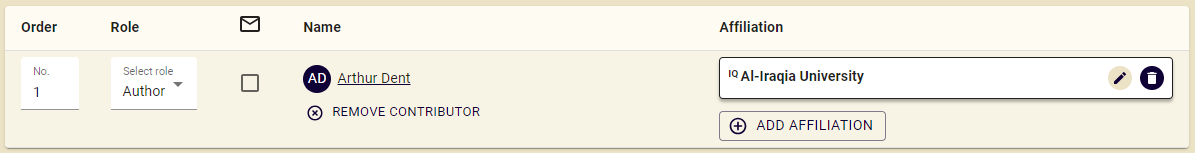 Order Role Name Affiliation
No. Select role
1 Author AD Arthur Dent IQ Al-Iraqia University
REMOVE CONTRIBUTOR ADD AFFILIATION